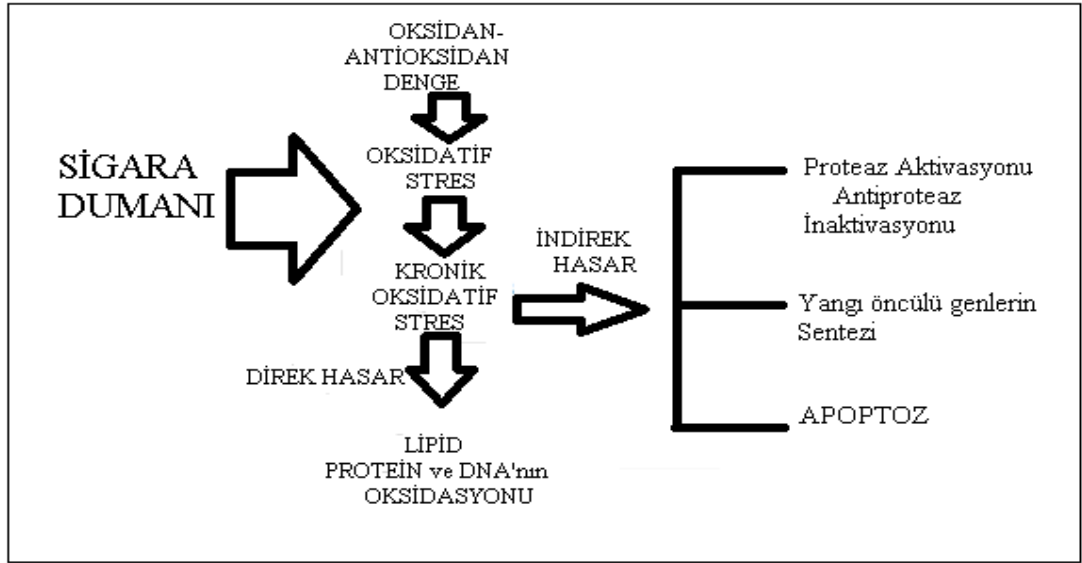 SİGARA
DUMANI
OKSİDAN-
ANTİOKSİDAN
DENGE
OKSİDATİF
STRES
KRONİK
OKSİDATİF
STRES
DİREK HASAR
LİPİD
PROTEİN ve DNA'nın
OKSİDASYONU
İNDİREK
HASAR
Proteaz Aktivasyonu
Antiproteaz
İnaktivasyonu
Yangı öncülü genlerin
Sentezi
APOPTOZ